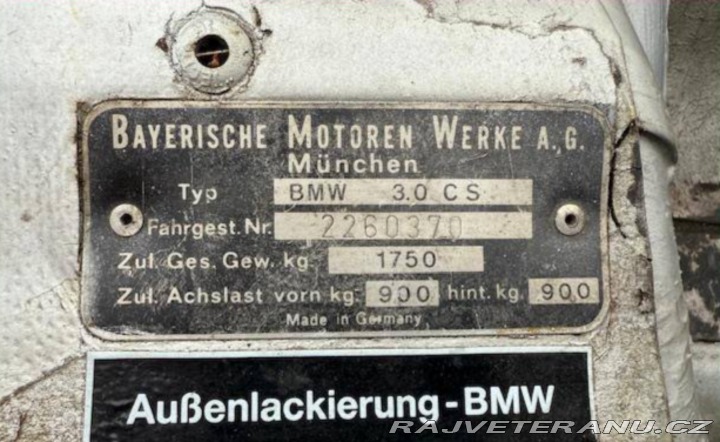 BAYERISCHE MOTOREN WERKE A.G.
München
Typ BMW 3.0 CS
Fahrgest. Nr. 2260370
Zul. Ges. Gew. kg. 1750
Zul. Achslast vorn kg. 900 hint. kg. 900
Made in Germany
Außenlackierung-BMW
RAJVETERANU.CZ